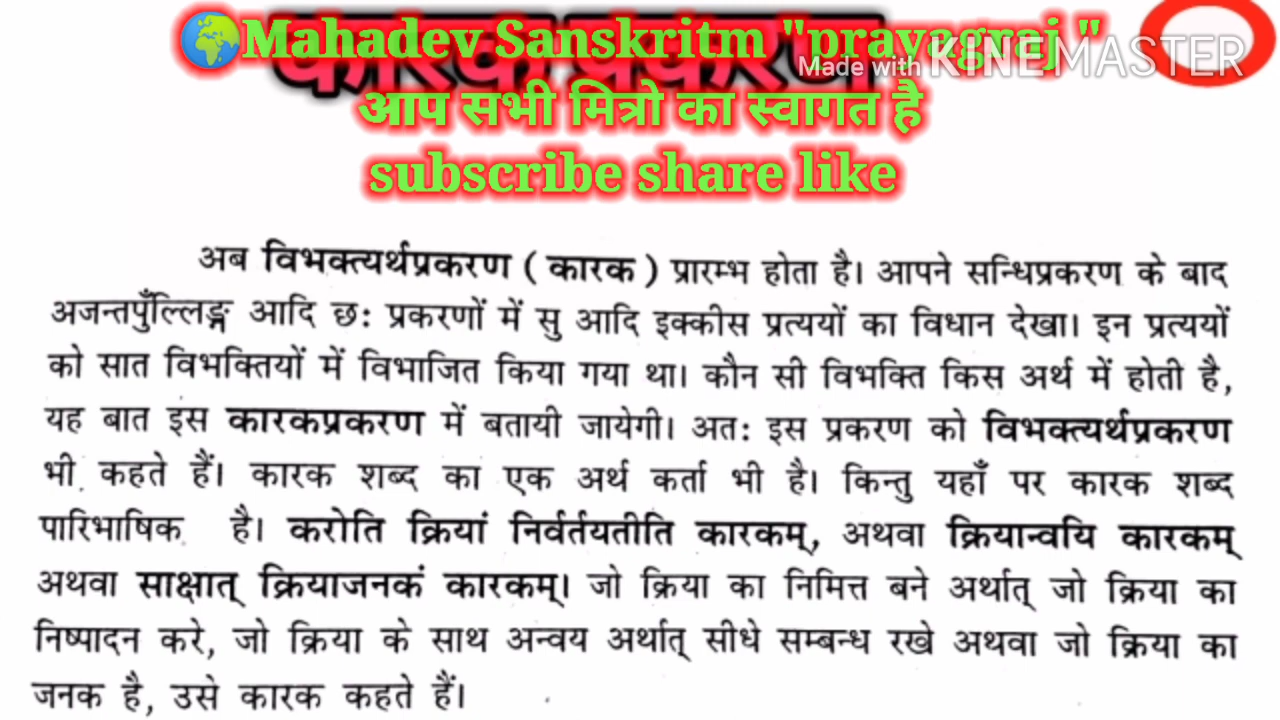 🌍Mahadev Sanskritm "prayagraj "
कारक प्रकरण
Made with KINEMASTER
आप सभी मित्रो का स्वागत है
subscribe share like
अब विभक्त्यर्थप्रकरण ( कारक ) प्रारम्भ होता है। आपने सन्धिप्रकरण के बाद
अजन्तपुँल्लिङ्ग आदि छः प्रकरणों में सु आदि इक्कीस प्रत्ययों का विधान देखा। इन प्रत्ययों
को सात विभक्तियों में विभाजित किया गया था। कौन सी विभक्ति किस अर्थ में होती है,
यह बात इस कारकप्रकरण में बतायी जायेगी। अतः इस प्रकरण को विभक्त्यर्थप्रकरण
भी कहते हैं। कारक शब्द का एक अर्थ कर्ता भी है। किन्तु यहाँ पर कारक शब्द
पारिभाषिक है। करोति क्रियां निर्वर्तयतीति कारकम्, अथवा क्रियान्वयि कारकम्
अथवा साक्षात् क्रियाजनकं कारकम्। जो क्रिया का निमित्त बने अर्थात् जो क्रिया का
निष्पादन करे, जो क्रिया के साथ अन्वय अर्थात् सीधे सम्बन्ध रखे अथवा जो क्रिया का
जनक है, उसे कारक कहते हैं।